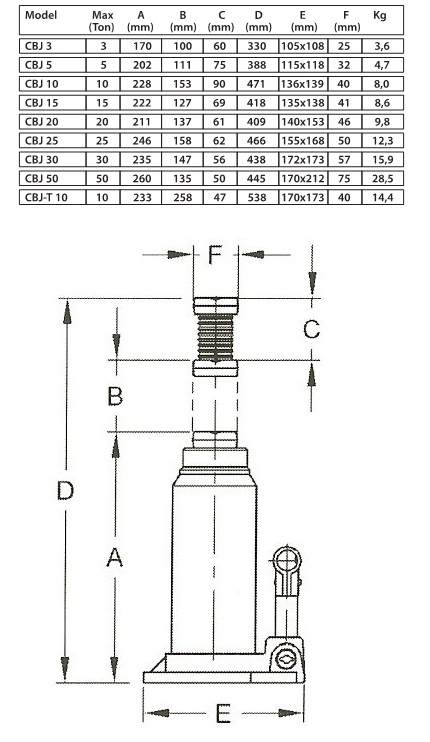 Model Max (Ton) A (mm) B (mm) C (mm) D (mm) E (mm) F (mm) Kg
CBJ 3 3 170 100 60 330 105x108 25 3,6
CBJ 5 5 202 111 75 388 115x118 32 4,7
CBJ 10 10 228 153 90 471 136x139 40 8,0
CBJ 15 15 222 127 69 418 135x138 41 8,6
CBJ 20 20 211 137 61 409 140x153 46 9,8
CBJ 25 25 246 158 62 466 155x168 50 12,3
CBJ 30 30 235 147 56 438 172x173 57 15,9
CBJ 50 50 260 135 50 445 170x212 75 28,5
CBJ-T 10 10 233 258 47 538 170x173 40 14,4
F
C
B
D
A
E